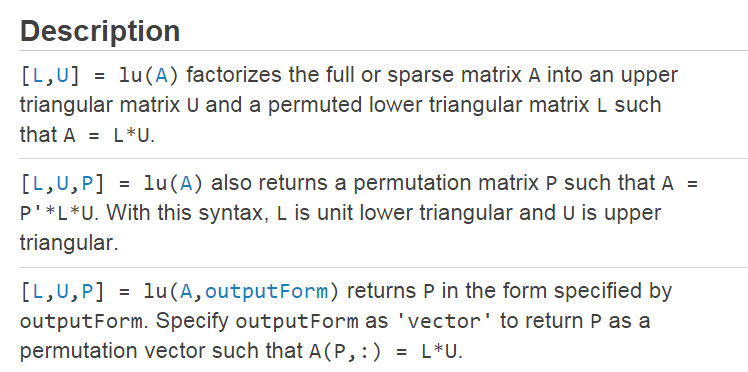 Description
[L,U] = lu(A) factorizes the full or sparse matrix A into an upper
triangular matrix U and a permuted lower triangular matrix L such
that A = L*U.
[L,U,P] = lu(A) also returns a permutation matrix P such that A =
P'*L*U. With this syntax, L is unit lower triangular and U is upper
triangular.
[L,U,P] = lu(A,outputForm) returns P in the form specified by
outputForm. Specify outputForm as 'vector' to return P as a
permutation vector such that A(P,:) = L*U.